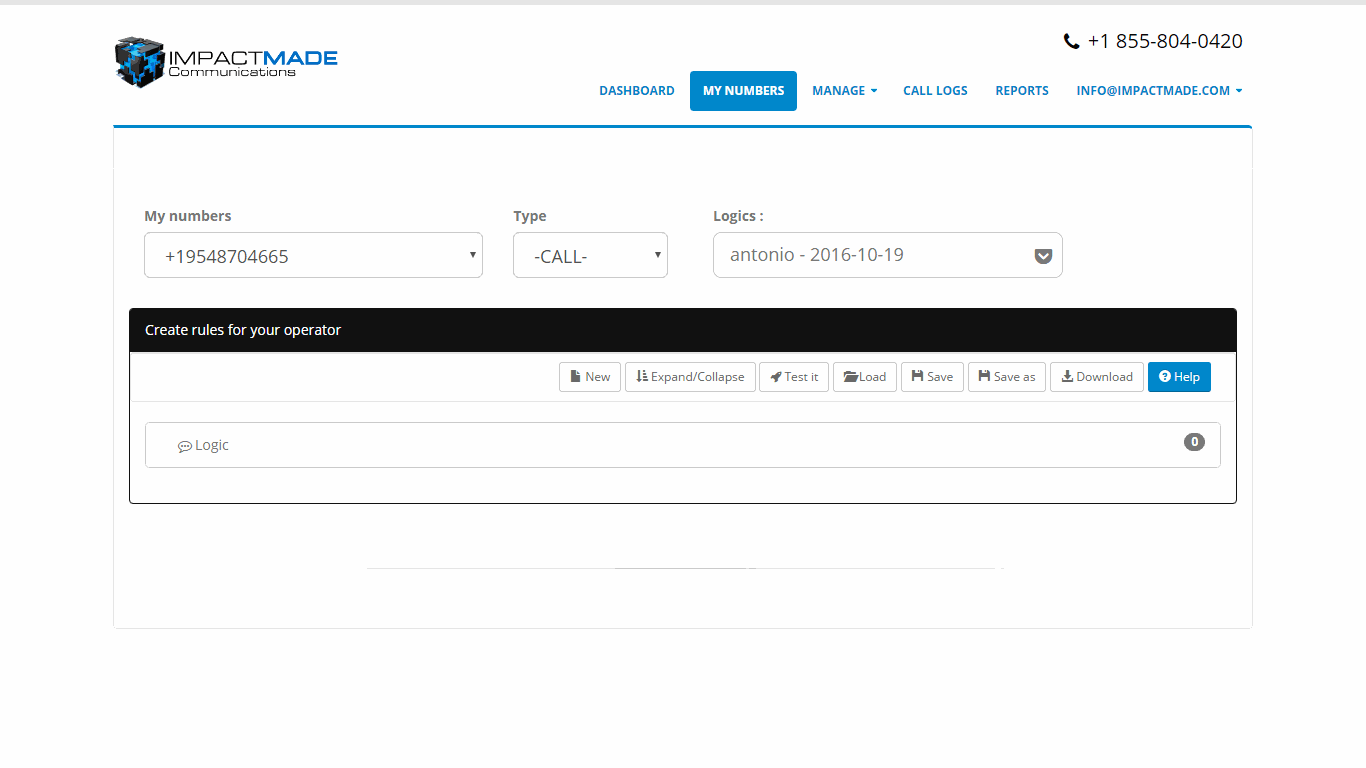 IMPACTMADE
Communications
+1 855-804-0420
DASHBOARD MY NUMBERS MANAGE CALL LOGS REPORTS INFO@IMPACTMADE.COM
My numbers Type Logics :
+19548704665 -CALL- antonio - 2016-10-19
Create rules for your operator
New Expand/Collapse Test it Load Save Save as Download Help
Logic 0